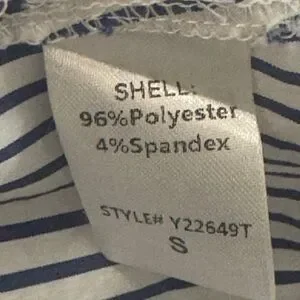 SHELL:
96%Polyester
4%Spandex
STYLE# Y22649T
S